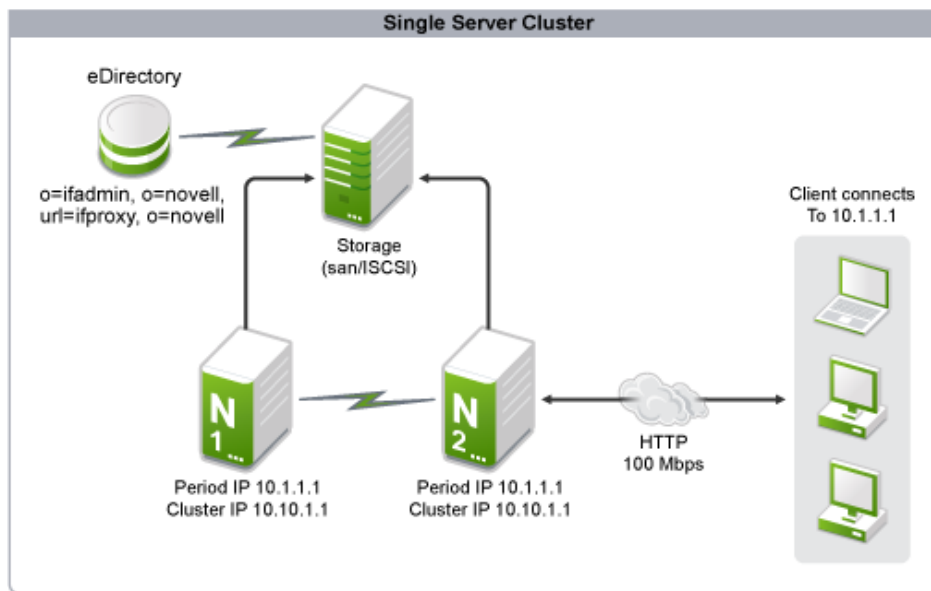 Single Server Cluster
eDirectory
o=ifadmin, o=novell,
url=ifproxy, o=novell
Storage
(san/ISCSI)
Client connects
To 10.1.1.1
N
1
N
2
HTTP
100 Mbps
Period IP 10.1.1.1
Cluster IP 10.10.1.1
Period IP 10.1.1.1
Cluster IP 10.10.1.1